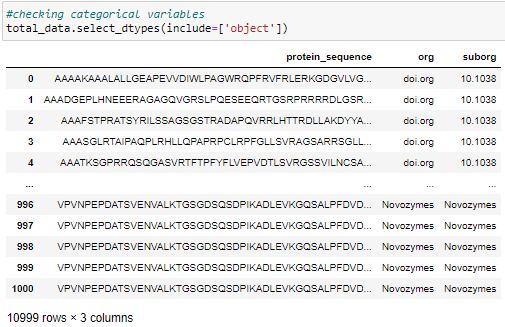 #checking categorical variables
total_data.select_dtypes(include=['object'])
protein_sequence org suborg
0 AAAAKAAALALLGEAPEVVDIWLPAGWRQPFRVFRLERKGDGVLVG... doi.org 10.1038
1 AAADGEPLHNEEERAGAGQVGRSLPQESEEQRTGSRPRRRRDLGSR... doi.org 10.1038
2 AAAFSTPRATSYRILSSAGSGSTRADAPQVRRLHTTRDLLAKDYYA... doi.org 10.1038
3 AAASGLRTAIPAQPLRHLLQPAPRPCLRPFGLLSVRAGSARRSGLL... doi.org 10.1038
4 AAATKSGPRRQSQGASVRTFTPFYFLVEPVDTLSVRGSSVILNCSA... doi.org 10.1038
... ... ... ...
996 VPVNPEPDATSVENVALKTGSGDSQSDPIKADLEVKGQSALPFDVD... Novozymes Novozymes
997 VPVNPEPDATSVENVALKTGSGDSQSDPIKADLEVKGQSALPFDVD... Novozymes Novozymes
998 VPVNPEPDATSVENVALKTGSGDSQSDPIKADLEVKGQSALPFDVD... Novozymes Novozymes
999 VPVNPEPDATSVENVALKTGSGDSQSDPIKADLEVKGQSALPFDVD... Novozymes Novozymes
1000 VPVNPEPDATSVENVALKTGSGDSQSDPIKADLEVKGQSALPFDVD... Novozymes Novozymes
10999 rows × 3 columns